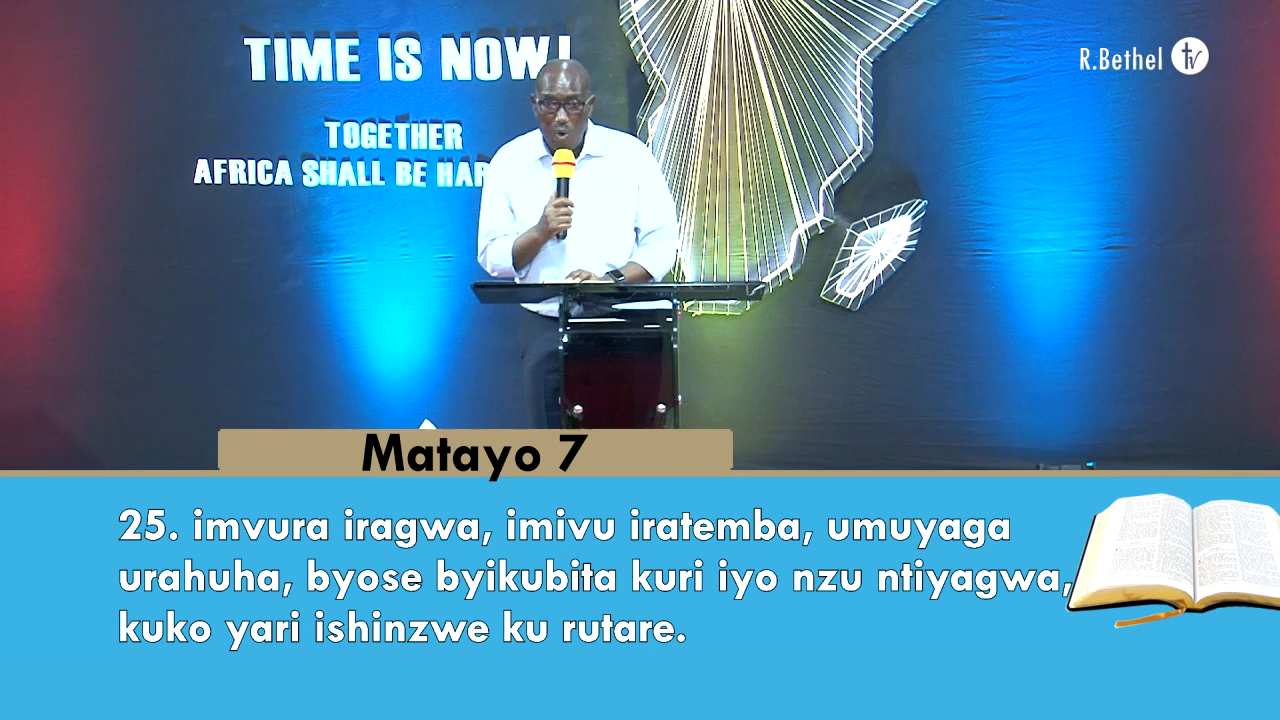 TIME IS NOW!
TOGETHER
AFRICA SHALL BE
R.Bethel tv
Matayo 7
25. imvura iragwa, imivu iratemba, umuyaga
urahuha, byose byikubita kuri iyo nzu ntiyagwa,
kuko yari ishinzwe ku rutare.